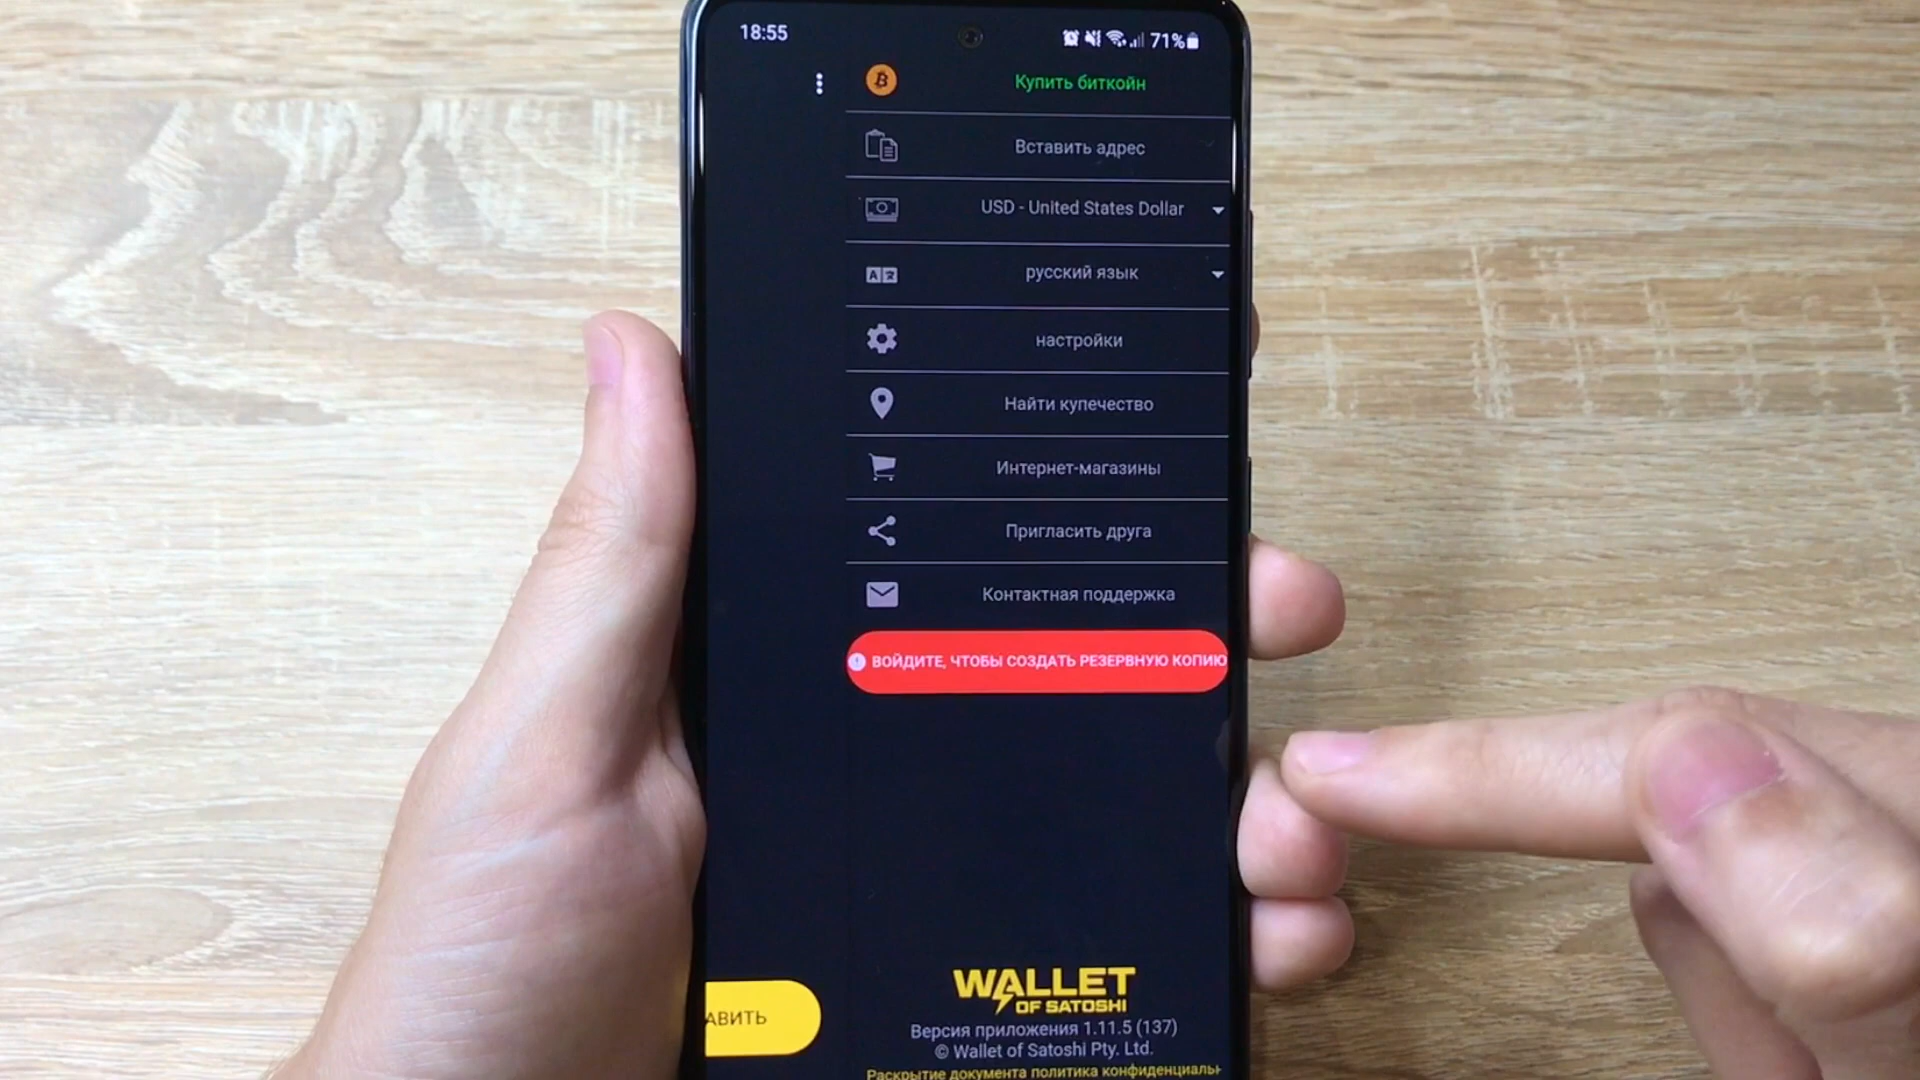 18:55
71%
Купить биткойн
Вставить адрес
USD - United States Dollar
русский язык
настройки
Найти купечество
Интернет-магазины
Пригласить друга
Контактная поддержка
ВОЙДИТЕ, ЧТОБЫ СОЗДАТЬ РЕЗЕРВНУЮ КОПИЮ
WALLET
OF SATOSHI
АВИТЬ
Версия приложения 1.11.5 (137)
© Wallet of Satoshi Pty. Ltd.
Раскрытие документа политика конфиденциаль